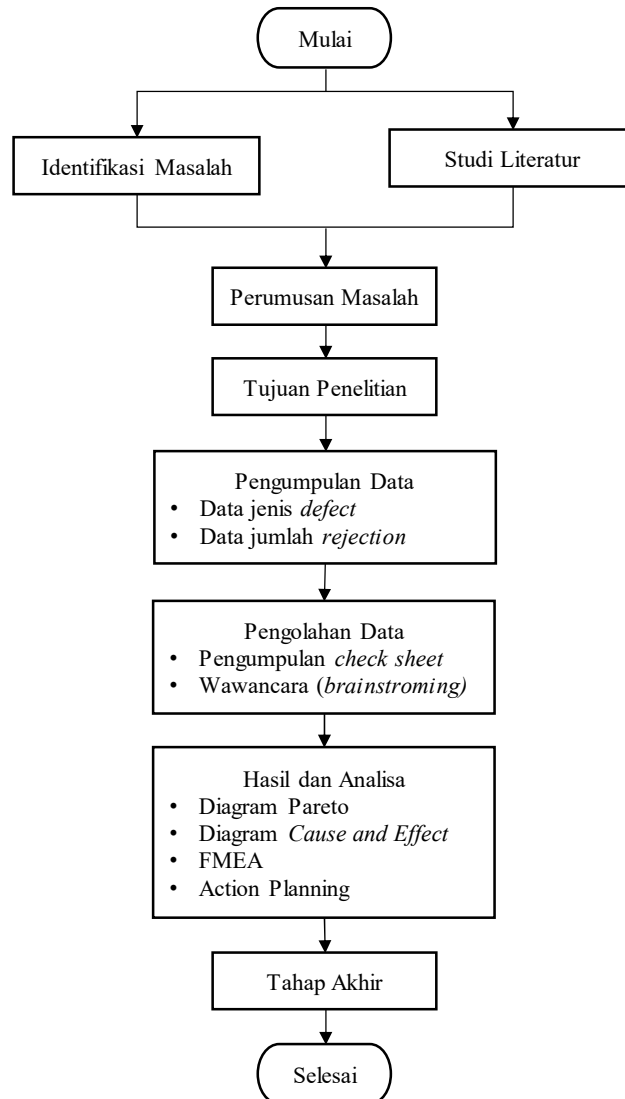 Mulai
Identifikasi Masalah
Studi Literatur
Perumusan Masalah
Tujuan Penelitian
Pengumpulan Data
• Data jenis defect
• Data jumlah rejection
Pengolahan Data
• Pengumpulan check sheet
• Wawancara (brainstroming)
Hasil dan Analisa
• Diagram Pareto
• Diagram Cause and Effect
• FMEA
• Action Planning
Tahap Akhir
Selesai